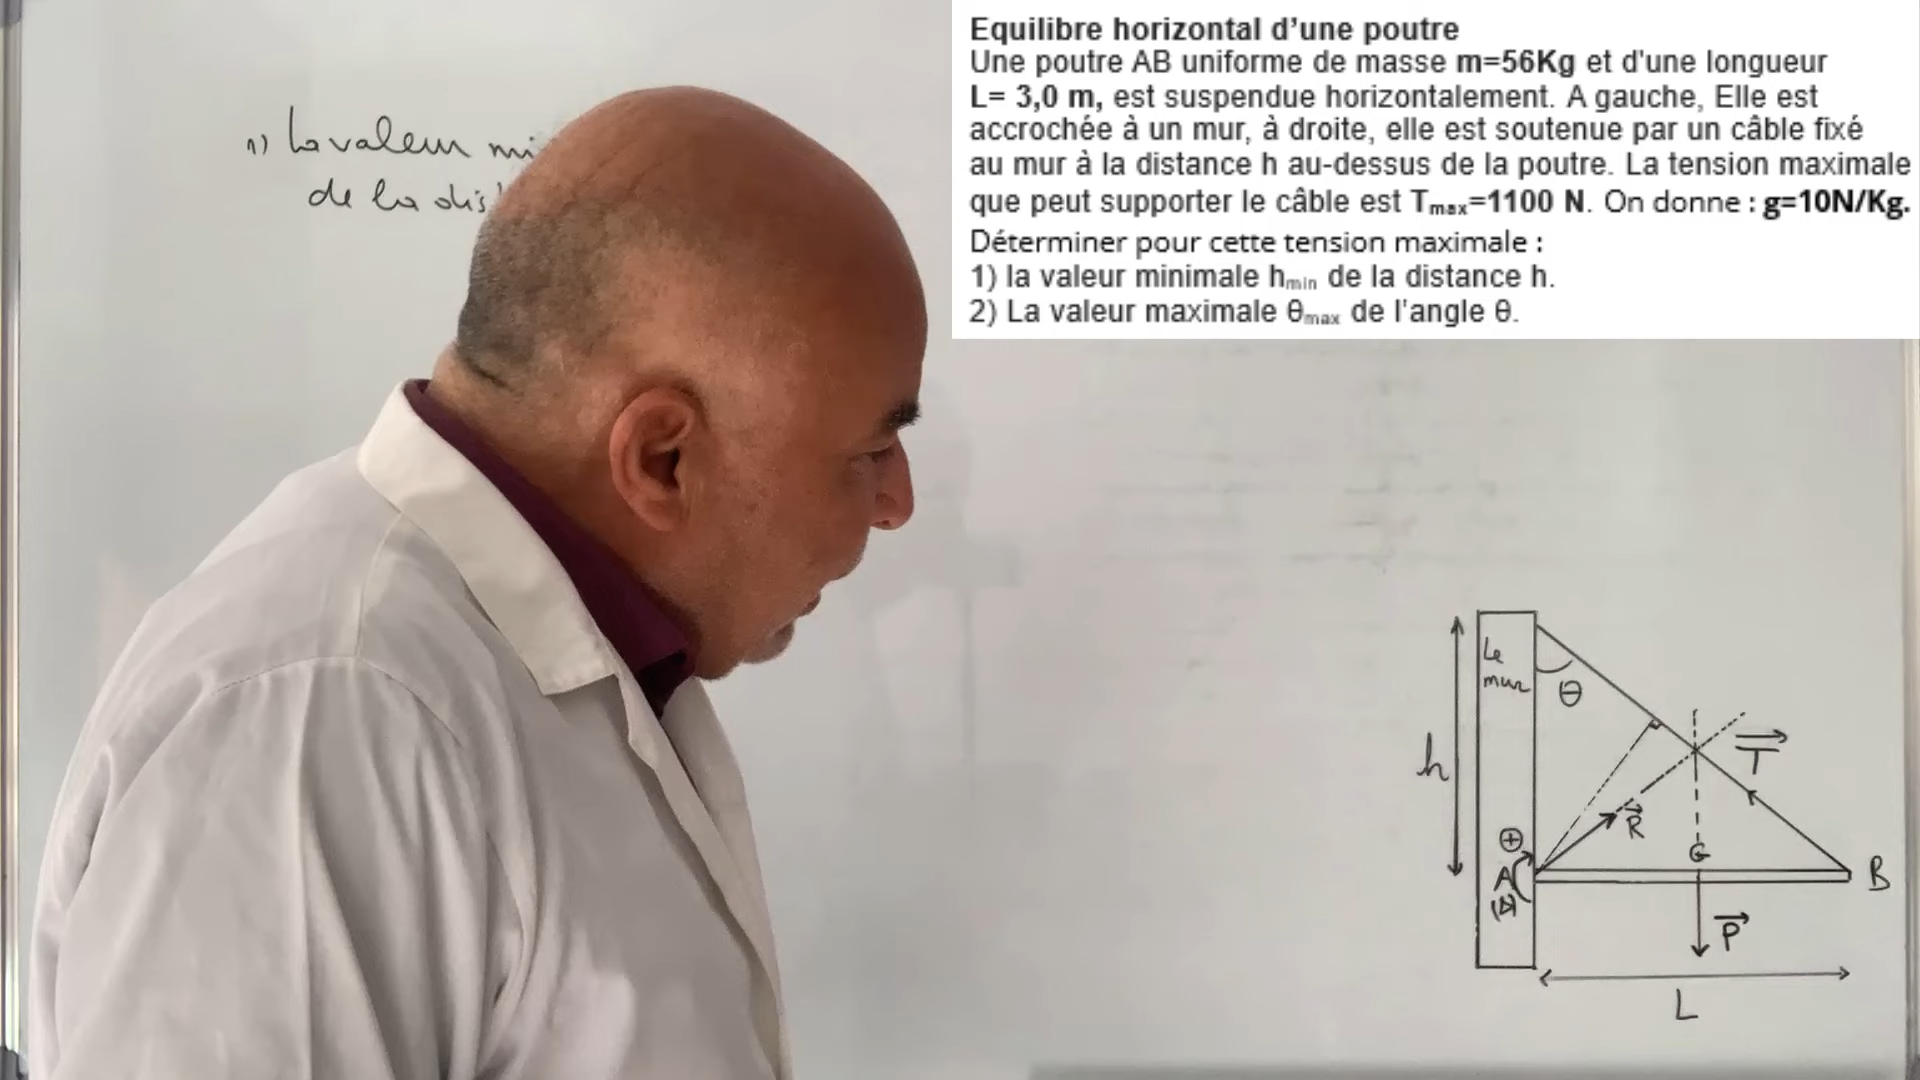 1) La valeur
de la
Equilibre horizontal d'une poutre
Une poutre AB uniforme de masse m=56Kg et d'une longueur
L= 3,0 m, est suspendue horizontalement. A gauche, Elle est
accrochée à un mur, à droite, elle est soutenue par un câble fixé
au mur à la distance h au-dessus de la poutre. La tension maximale
que peut supporter le câble est Tmax=1100 N. On donne : g=10N/Kg.
Déterminer pour cette tension maximale :
1) la valeur minimale hmin de la distance h.
2) La valeur maximale θmax de l'angle θ.
Le
mur
θ
h
T
R
⊕
G
A
B
(Δ)
P
L